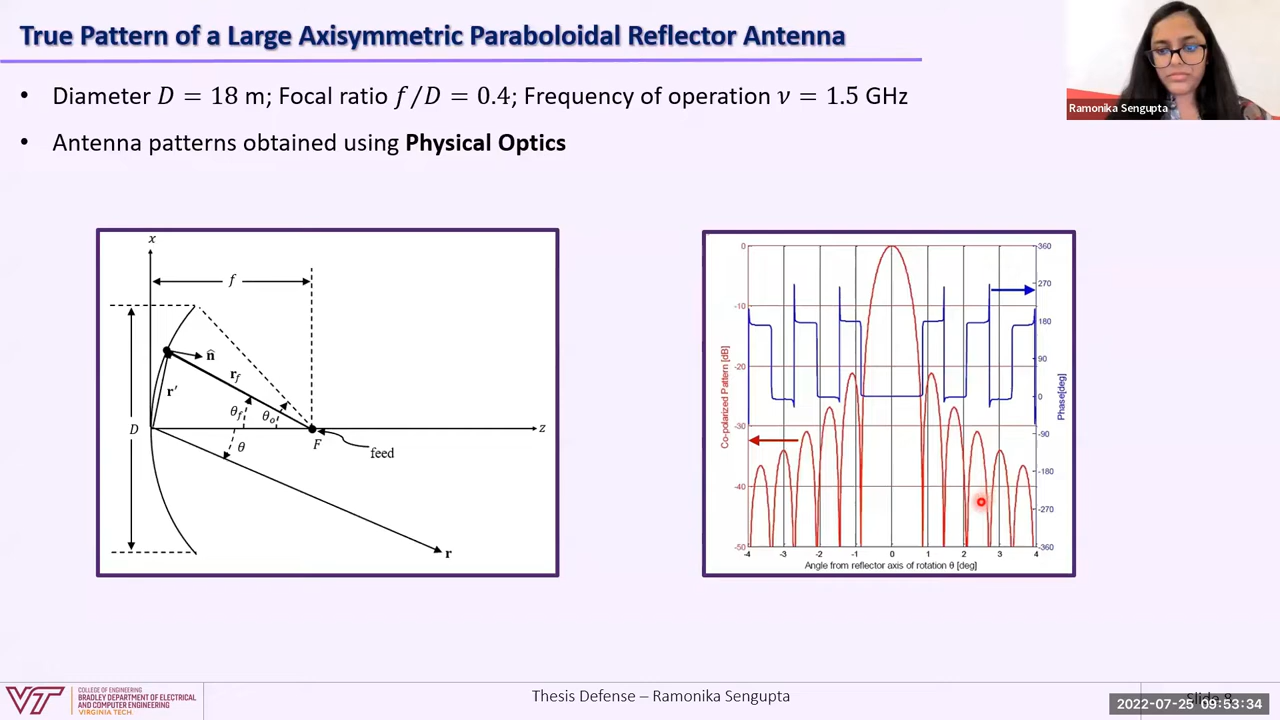 True Pattern of a Large Axisymmetric Paraboloidal Reflector Antenna
Ramonika Sengupta
• Diameter D = 18 m; Focal ratio f/D = 0.4; Frequency of operation ν = 1.5 GHz
• Antenna patterns obtained using Physical Optics
x
f
n̂
r_f
r′
θ_f
θ_o
D
F
z
θ
feed
r
0
-10
-20
-30
-40
-50
Co-polarized Pattern [dB]
360
270
180
90
0
-90
-180
-270
-360
Phase[deg]
-4 -3 -2 -1 0 1 2 3 4
Angle from reflector axis of rotation θ [deg]
VT
COLLEGE OF ENGINEERING
BRADLEY DEPARTMENT OF ELECTRICAL
AND COMPUTER ENGINEERING
VIRGINIA TECH
Thesis Defense – Ramonika Sengupta
2022-07-25 09:53:34